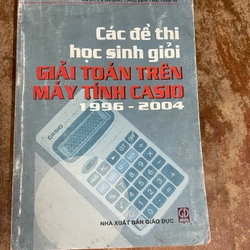 Các đề thi
học sinh giỏi
GIẢI TOÁN TRÊN
MÁY TÍNH CASIO
1996 - 2004
CASIO
NHÀ XUẤT BẢN GIÁO DỤC